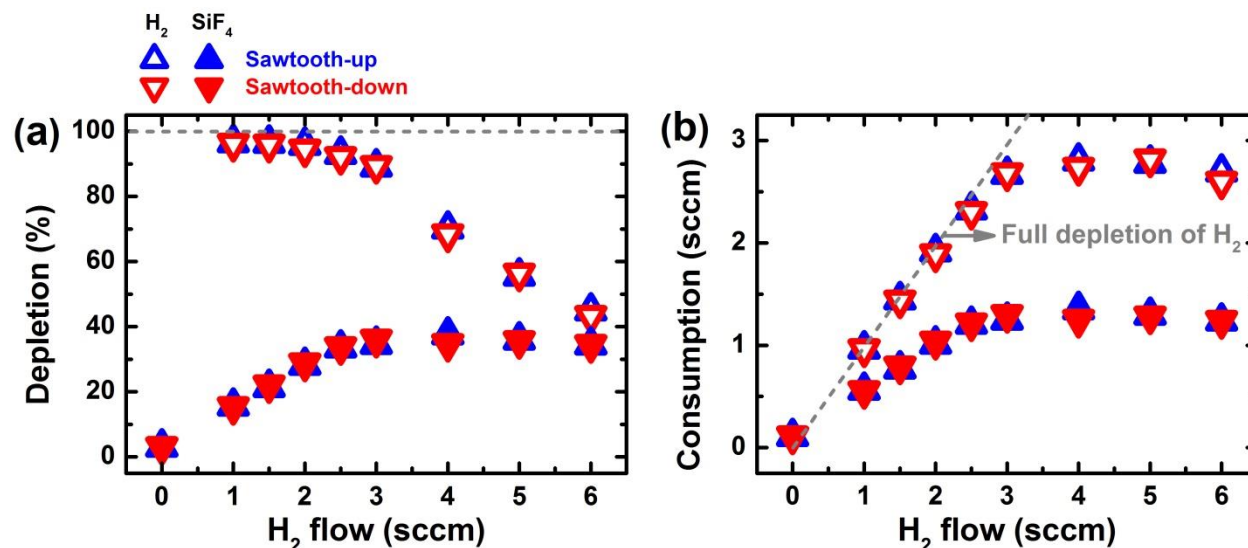 H₂ SiF₄
Sawtooth-up
Sawtooth-down
(a)
100
80
60
40
20
0
Depletion (%)
0 1 2 3 4 5 6
H₂ flow (sccm)
(b)
3
2
1
0
Consumption (sccm)
Full depletion of H₂
0 1 2 3 4 5 6
H₂ flow (sccm)